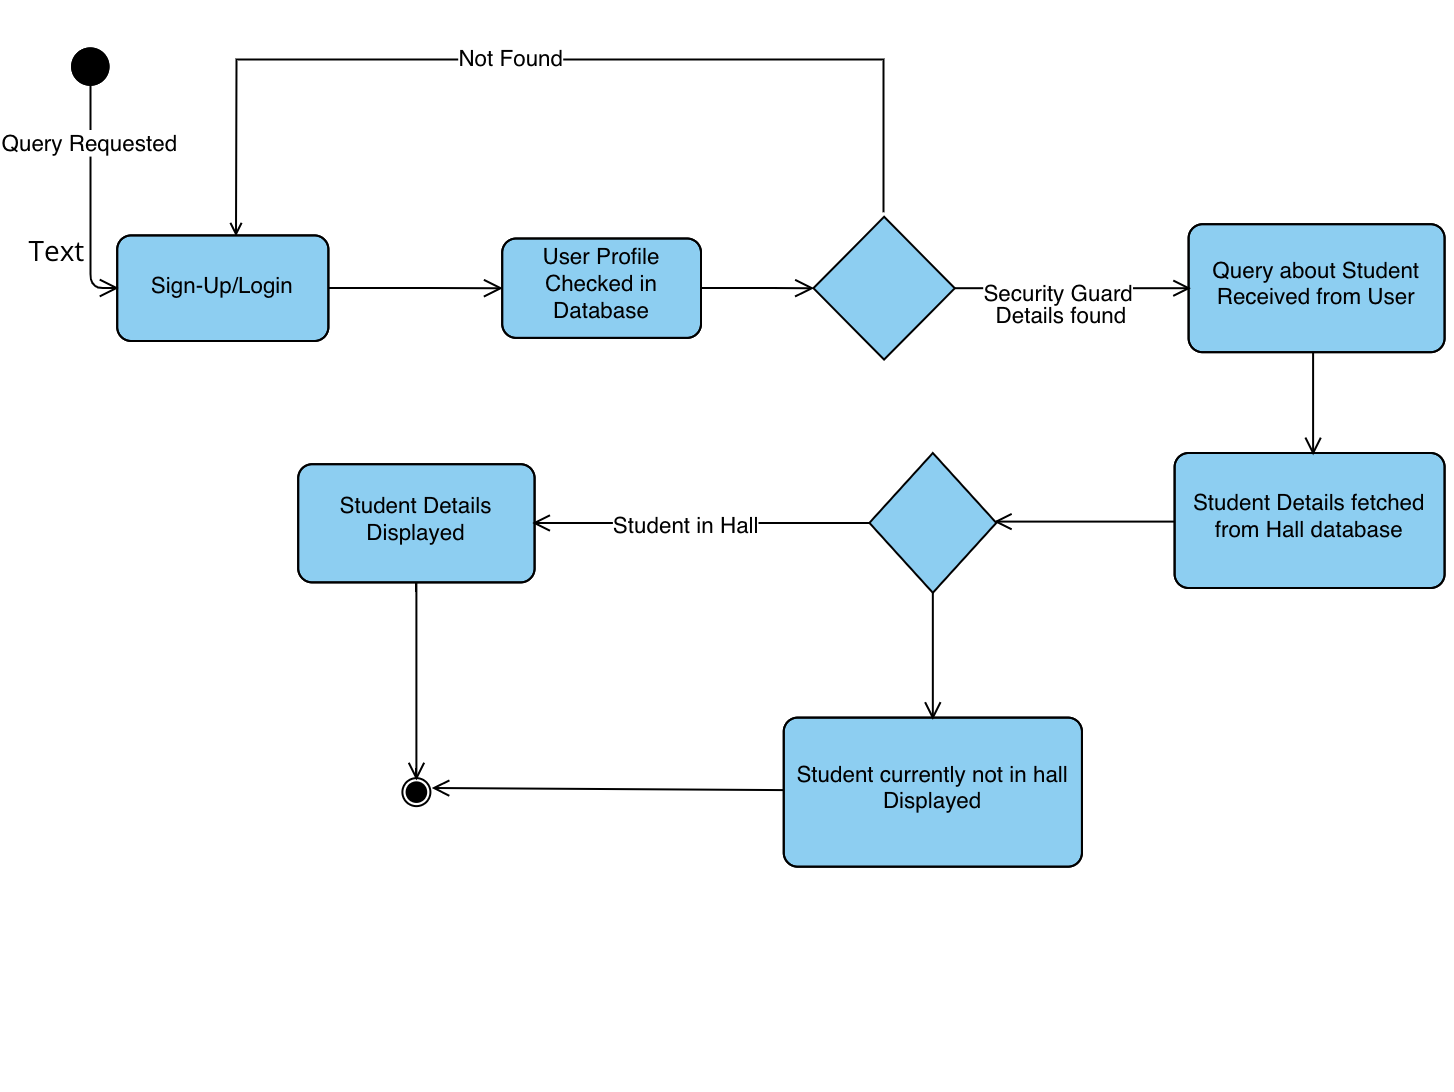 Not Found
Query Requested
Text
Sign-Up/Login
User Profile
Checked in
Database
Security Guard
Details found
Query about Student
Received from User
Student Details
Displayed
Student in Hall
Student Details fetched
from Hall database
Student currently not in hall
Displayed